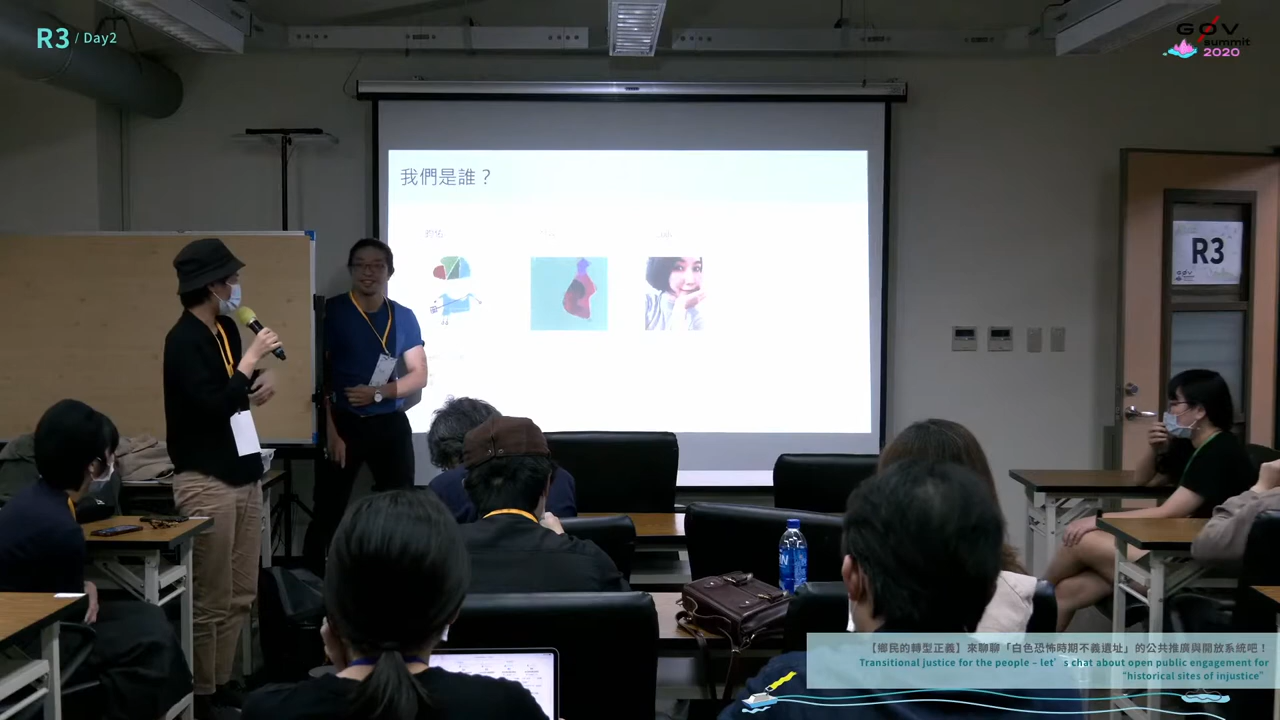 R3 / Day2
GØV
summit
2020
我們是誰？
R3
GØV
【鄉民的轉型正義】來聊聊「白色恐怖時期不義遺址」的公共推廣與開放系統吧！
Transitional justice for the people – let's chat about open public engagement for
"historical sites of injustice"